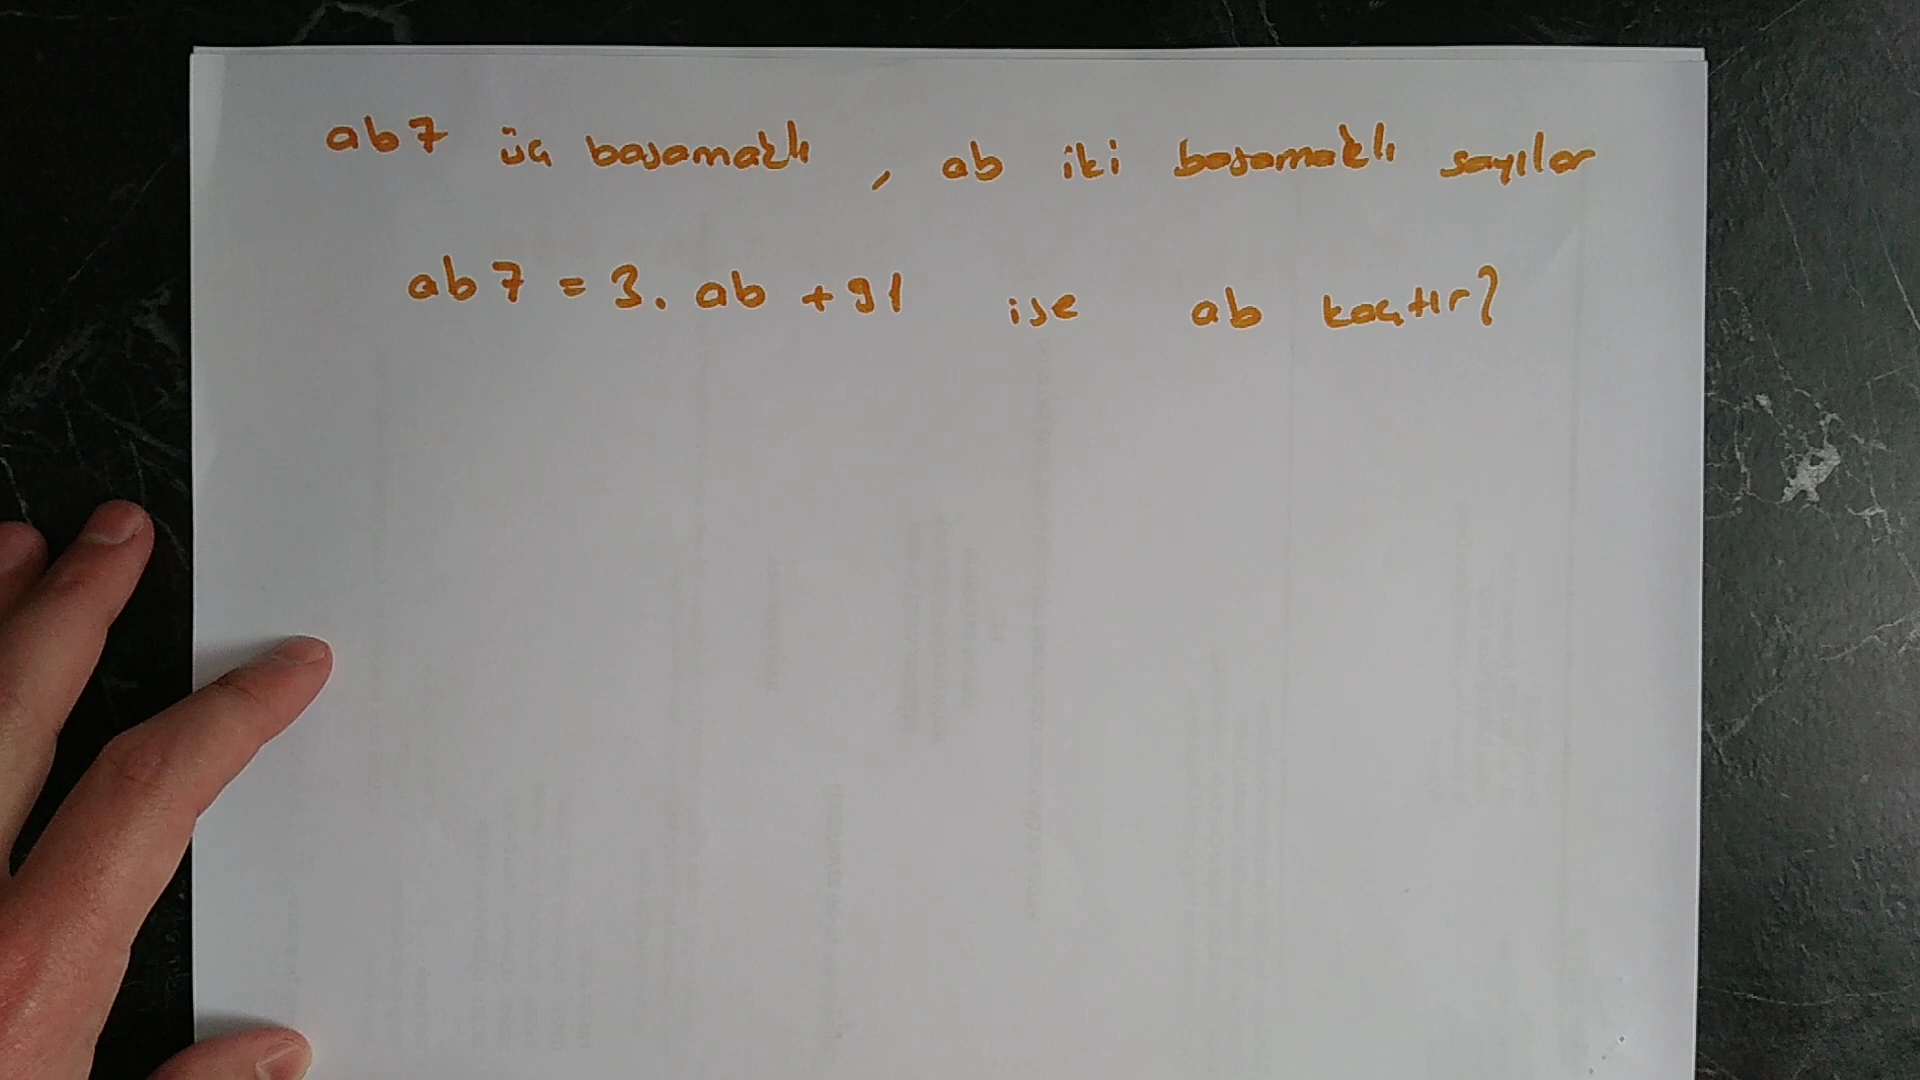 ab7 üç basamaklı, ab iki basamaklı sayılar
ab7 = 3. ab +91 ise ab kaçtır?